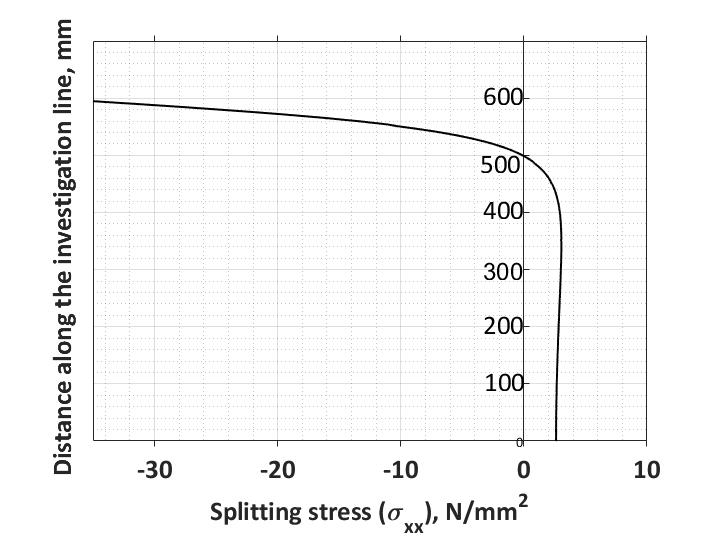 Distance along the investigation line, mm
600
500
400
300
200
100
0
-30 -20 -10 0 10
Splitting stress (σxx), N/mm²